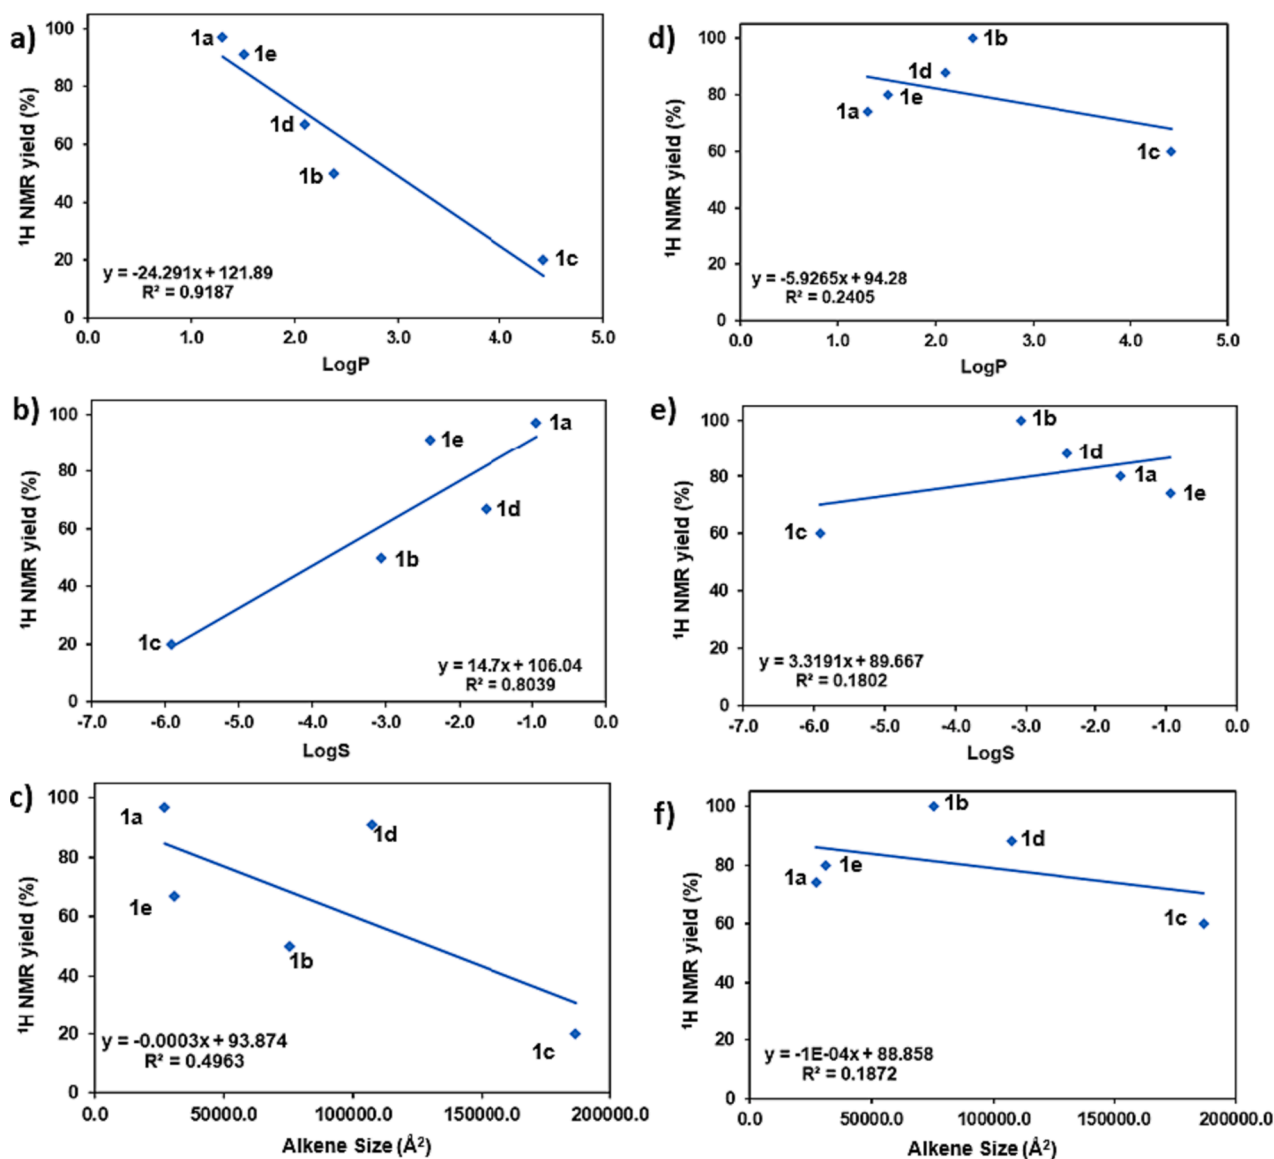 a)
¹H NMR yield (%)
100
80
60
40
20
0
1a
1e
1d
1b
1c
y = -24.291x + 121.89
R² = 0.9187
0.0 1.0 2.0 3.0 4.0 5.0
LogP
d)
¹H NMR yield (%)
100
80
60
40
20
0
1b
1d
1e
1a
1c
y = -5.9265x + 94.28
R² = 0.2405
0.0 1.0 2.0 3.0 4.0 5.0
LogP
b)
¹H NMR yield (%)
100
80
60
40
20
0
1a
1e
1d
1b
1c
y = 14.7x + 106.04
R² = 0.8039
-7.0 -6.0 -5.0 -4.0 -3.0 -2.0 -1.0 0.0
LogS
e)
¹H NMR yield (%)
100
80
60
40
20
0
1b
1d
1a
1e
1c
y = 3.3191x + 89.667
R² = 0.1802
-7.0 -6.0 -5.0 -4.0 -3.0 -2.0 -1.0 0.0
LogS
c)
¹H NMR yield (%)
100
80
60
40
20
0
1a
1d
1e
1b
1c
y = -0.0003x + 93.874
R² = 0.4963
0.0 50000.0 100000.0 150000.0 200000.0
Alkene Size (Å²)
f)
¹H NMR yield (%)
100
80
60
40
20
0
1b
1d
1e
1a
1c
y = -1E-04x + 88.858
R² = 0.1872
0.0 50000.0 100000.0 150000.0 200000.0
Alkene Size (Å²)